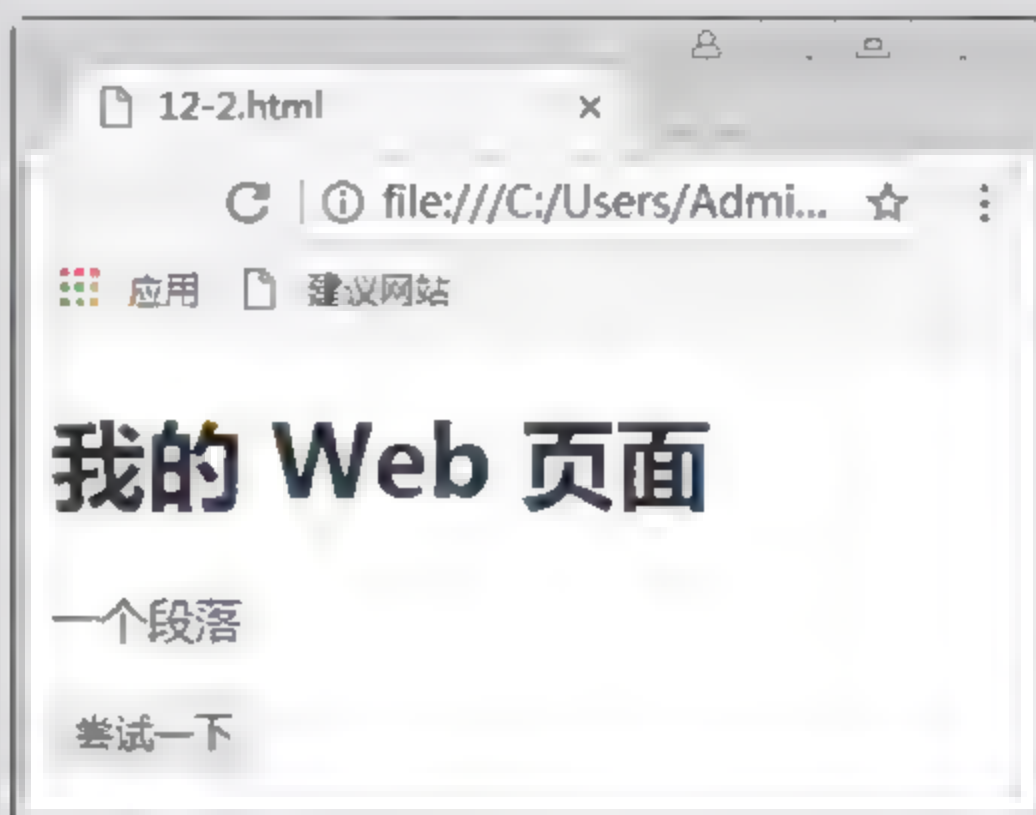 12-2.html
file:///C:/Users/Admi...
应用 建议网站
我的 Web 页面
一个段落
尝试一下